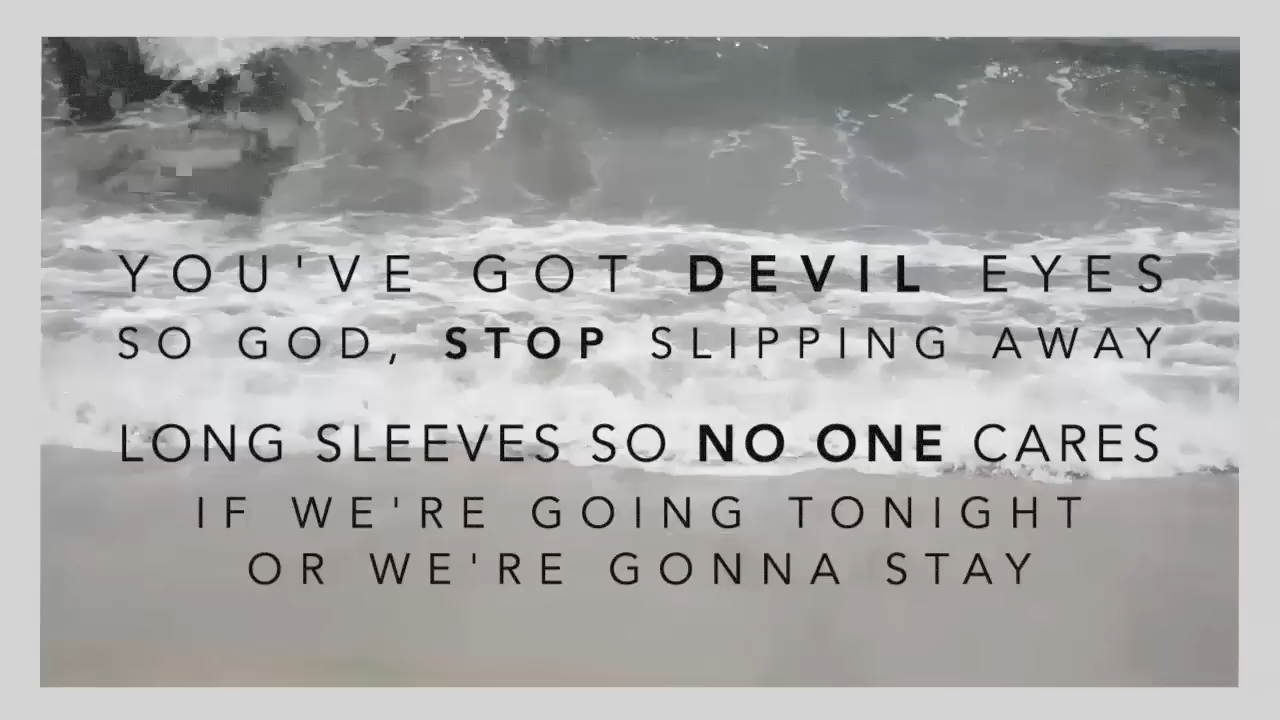 YOU'VE GOT DEVIL EYES
SO GOD, STOP SLIPPING AWAY
LONG SLEEVES SO NO ONE CARES
IF WE'RE GOING TONIGHT
OR WE'RE GONNA STAY